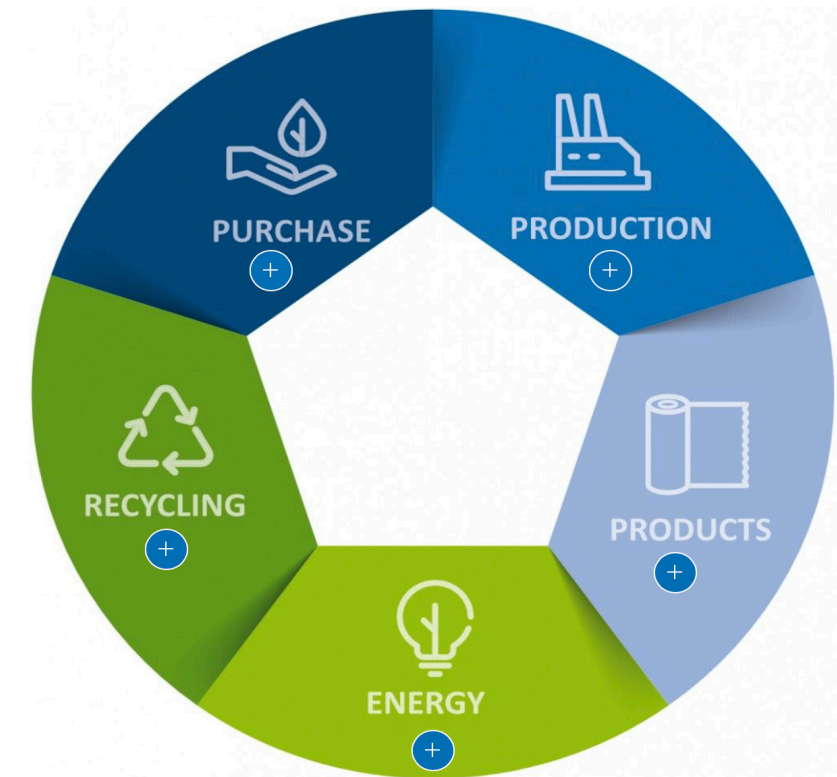 PURCHASE
PRODUCTION
RECYCLING
PRODUCTS
ENERGY